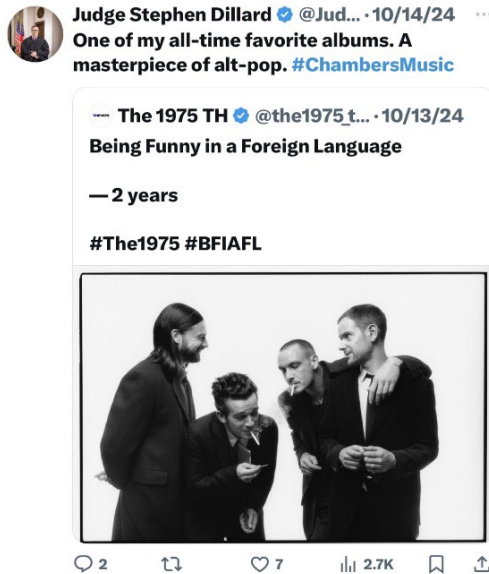 Judge Stephen Dillard @Jud... · 10/14/24 ...
One of my all-time favorite albums. A
masterpiece of alt-pop. #ChambersMusic
The 1975 TH @the1975_t... · 10/13/24
Being Funny in a Foreign Language
— 2 years
#The1975 #BFIAFL
2 7 2.7K